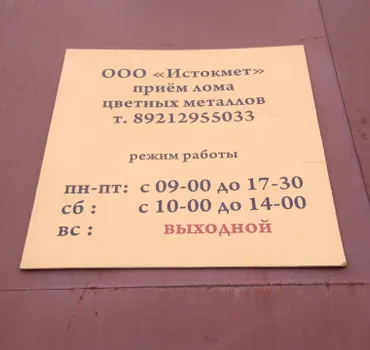 ООО «Истокмет»
приём лома
цветных металлов
т. 89212955033
режим работы
пн-пт: с 09-00 до 17-30
сб : с 10-00 до 14-00
вс : выходной